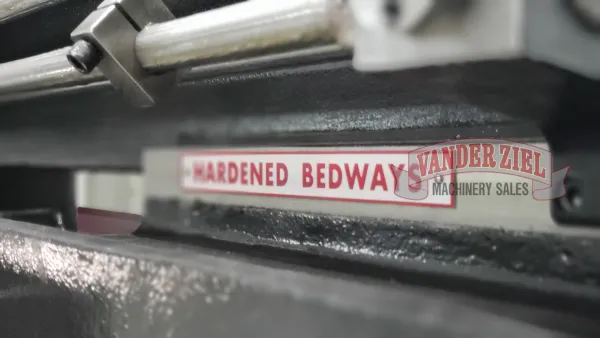 HARDENED BEDWAYS
VANDER ZIEL
MACHINERY SALES